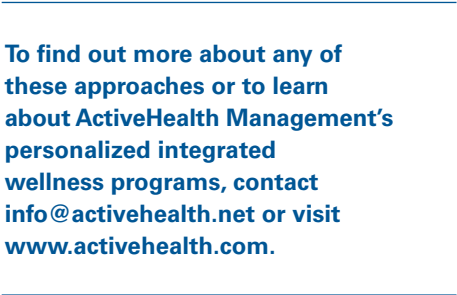 To find out more about any of
these approaches or to learn
about ActiveHealth Management’s
personalized integrated
wellness programs, contact
info@activehealth.net or visit
www.activehealth.com.